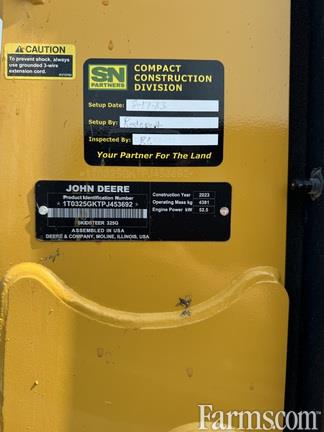 CAUTION
To prevent shock, always
use grounded 3-wire
extension cord.
SN
PARTNERS
COMPACT
CONSTRUCTION
DIVISION
Setup Date:
Setup By:
Inspected By:
Your Partner For The Land
JOHN DEERE
Product Identification Number
*1T0325GKTPJ453692*
SKIDSTEER 325G
ASSEMBLED IN USA
DEERE & COMPANY, MOLINE, ILLINOIS, USA
Construction Year 2023
Operating Mass kg 4381
Engine Power kW 52.5
Farms.com